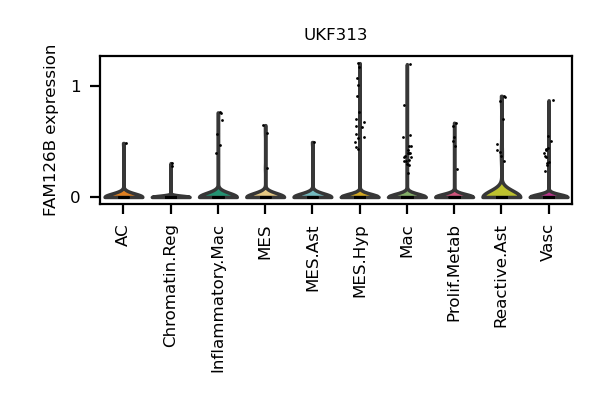 UKF313
FAM126B expression
1
0
AC
Chromatin.Reg
Inflammatory.Mac
MES
MES.Ast
MES.Hyp
Mac
Prolif.Metab
Reactive.Ast
Vasc